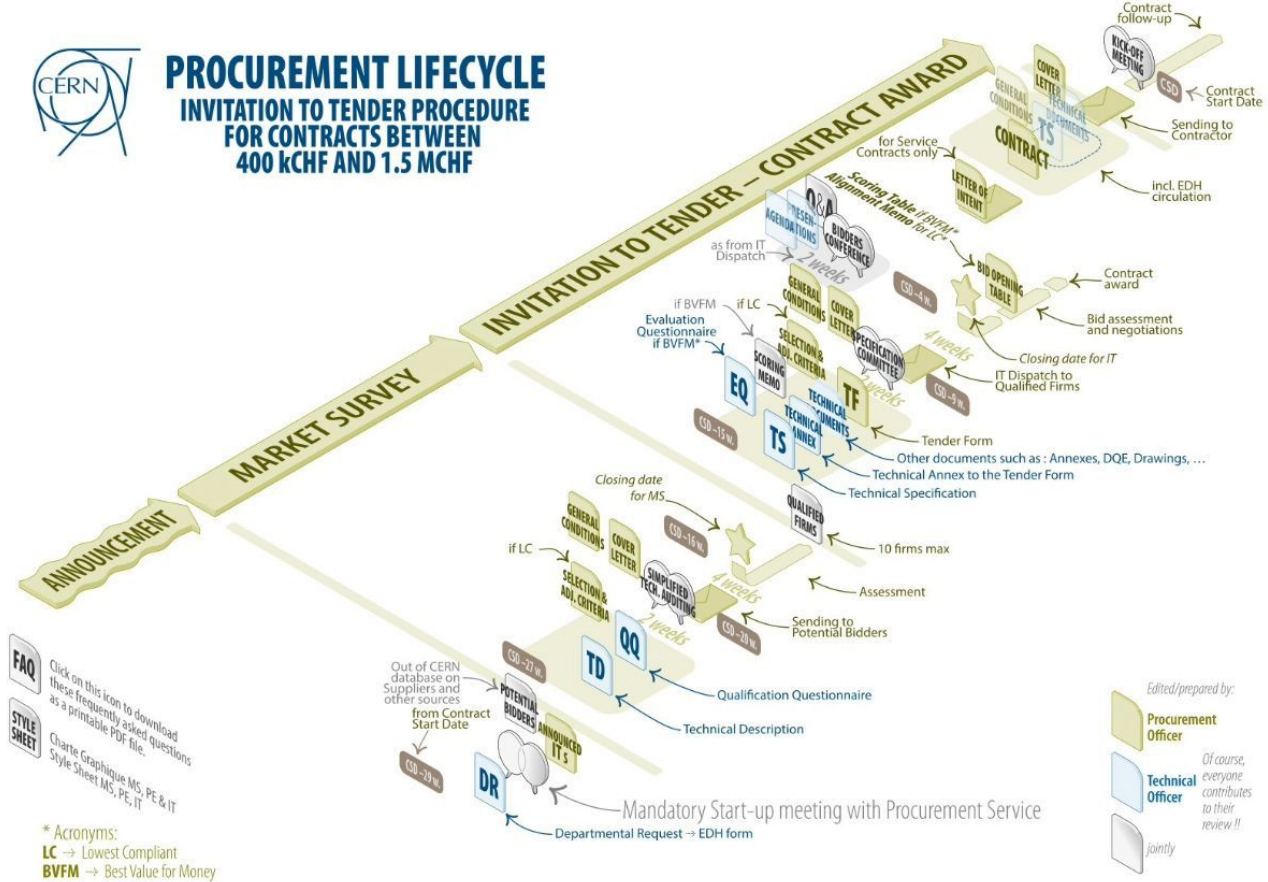 CERN
PROCUREMENT LIFECYCLE
INVITATION TO TENDER PROCEDURE
FOR CONTRACTS BETWEEN
400 kCHF AND 1.5 MCHF
ANNOUNCEMENT
MARKET SURVEY
INVITATION TO TENDER – CONTRACT AWARD
Contract
follow-up
KICK-OFF
MEETING
CSD
Contract
Start Date
COVER
LETTER
GENERAL
CONDITIONS
TECHNICAL
DOCUMENTS
TS
CONTRACT
Sending to
Contractor
incl. EDH
circulation
for Service
Contracts only
LETTER OF
INTENT
Scoring Table if BVFM*
Alignment Memo for LC*
Q&A
PRESEN-
TATIONS
AGENDA
BIDDERS
CONFERENCE
2 weeks
as from IT
Dispatch
CSD –4 w.
BID OPENING
TABLE
Contract
award
Bid assessment
and negotiations
Closing date for IT
4 weeks
IT Dispatch to
Qualified Firms
CSD –9 w.
if BVFM
if LC
GENERAL
CONDITIONS
COVER
LETTER
SELECTION &
ADJ. CRITERIA
SPECIFICATION
COMMITTEE
2 weeks
Evaluation
Questionnaire
if BVFM*
SCORING
MEMO
EQ
TF
TECHNICAL
DOCUMENTS
TECHNICAL
ANNEX
TS
CSD –15 w.
Tender Form
Other documents such as : Annexes, DQE, Drawings, …
Technical Annex to the Tender Form
Technical Specification
QUALIFIED
FIRMS
10 firms max
Closing date
for MS
CSD –16 w.
GENERAL
CONDITIONS
COVER
LETTER
if LC
SELECTION &
ADJ. CRITERIA
SIMPLIFIED
TECH. AUDITING
4 weeks
2 weeks
Assessment
Sending to
Potential Bidders
CSD –20 w.
QQ
TD
CSD –27 w.
Qualification Questionnaire
Technical Description
Out of CERN
database on
Suppliers and
other sources
POTENTIAL
BIDDERS
from Contract
Start Date
ANNOUNCED
IT s
CSD –29 w.
DR
Mandatory Start-up meeting with Procurement Service
Departmental Request → EDH form
FAQ
Click on this icon to download
these frequently asked questions
as a printable PDF file.
STYLE
SHEET
Charte Graphique MS, PE & IT
Style Sheet MS, PE, IT
* Acronyms:
LC → Lowest Compliant
BVFM → Best Value for Money
Edited/prepared by:
Procurement
Officer
Technical
Officer
jointly
Of course,
everyone
contributes
to their
review !!